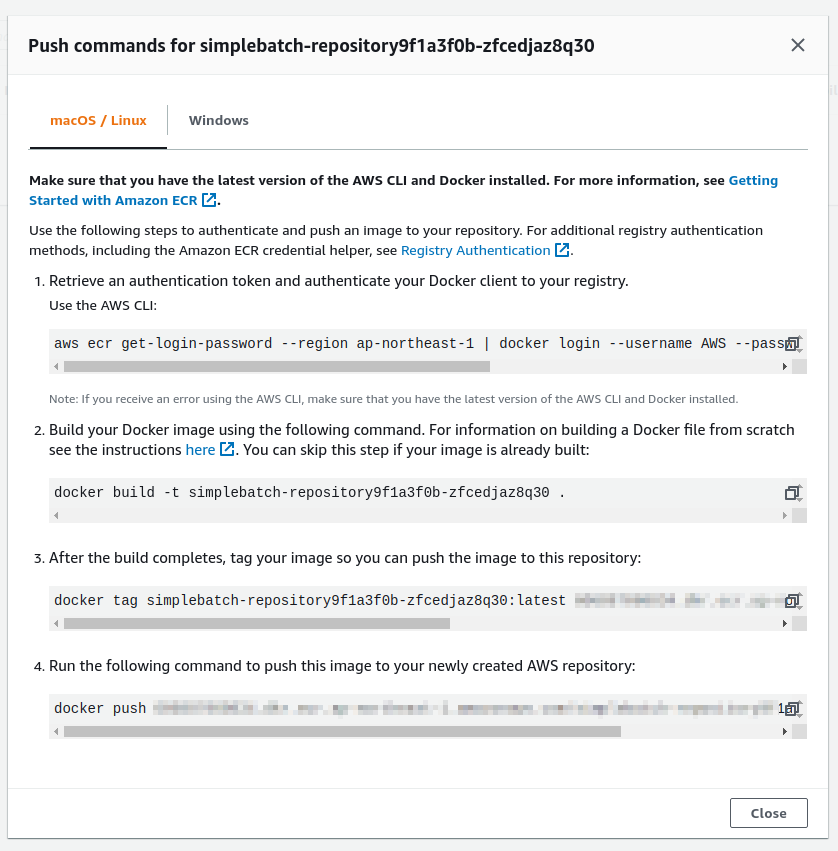 Push commands for simplebatch-repository9f1a3f0b-zfcedjaz8q30
macOS / Linux
Windows
Make sure that you have the latest version of the AWS CLI and Docker installed. For more information, see Getting
Started with Amazon ECR .
Use the following steps to authenticate and push an image to your repository. For additional registry authentication
methods, including the Amazon ECR credential helper, see Registry Authentication .
1. Retrieve an authentication token and authenticate your Docker client to your registry.
Use the AWS CLI:
aws ecr get-login-password --region ap-northeast-1 | docker login --username AWS
Note: If you receive an error using the AWS CLI, make sure that you have the latest version of the AWS CLI and Docker installed.
2. Build your Docker image using the following command. For information on building a Docker file from scratch
see the instructions here . You can skip this step if your image is already built:
docker build -t simplebatch-repository9f1a3f0b-zfcedjaz8q30 .
3. After the build completes, tag your image so you can push the image to this repository:
docker tag simplebatch-repository9f1a3f0b-zfcedjaz8q30:latest
4. Run the following command to push this image to your newly created AWS repository:
docker push
Close